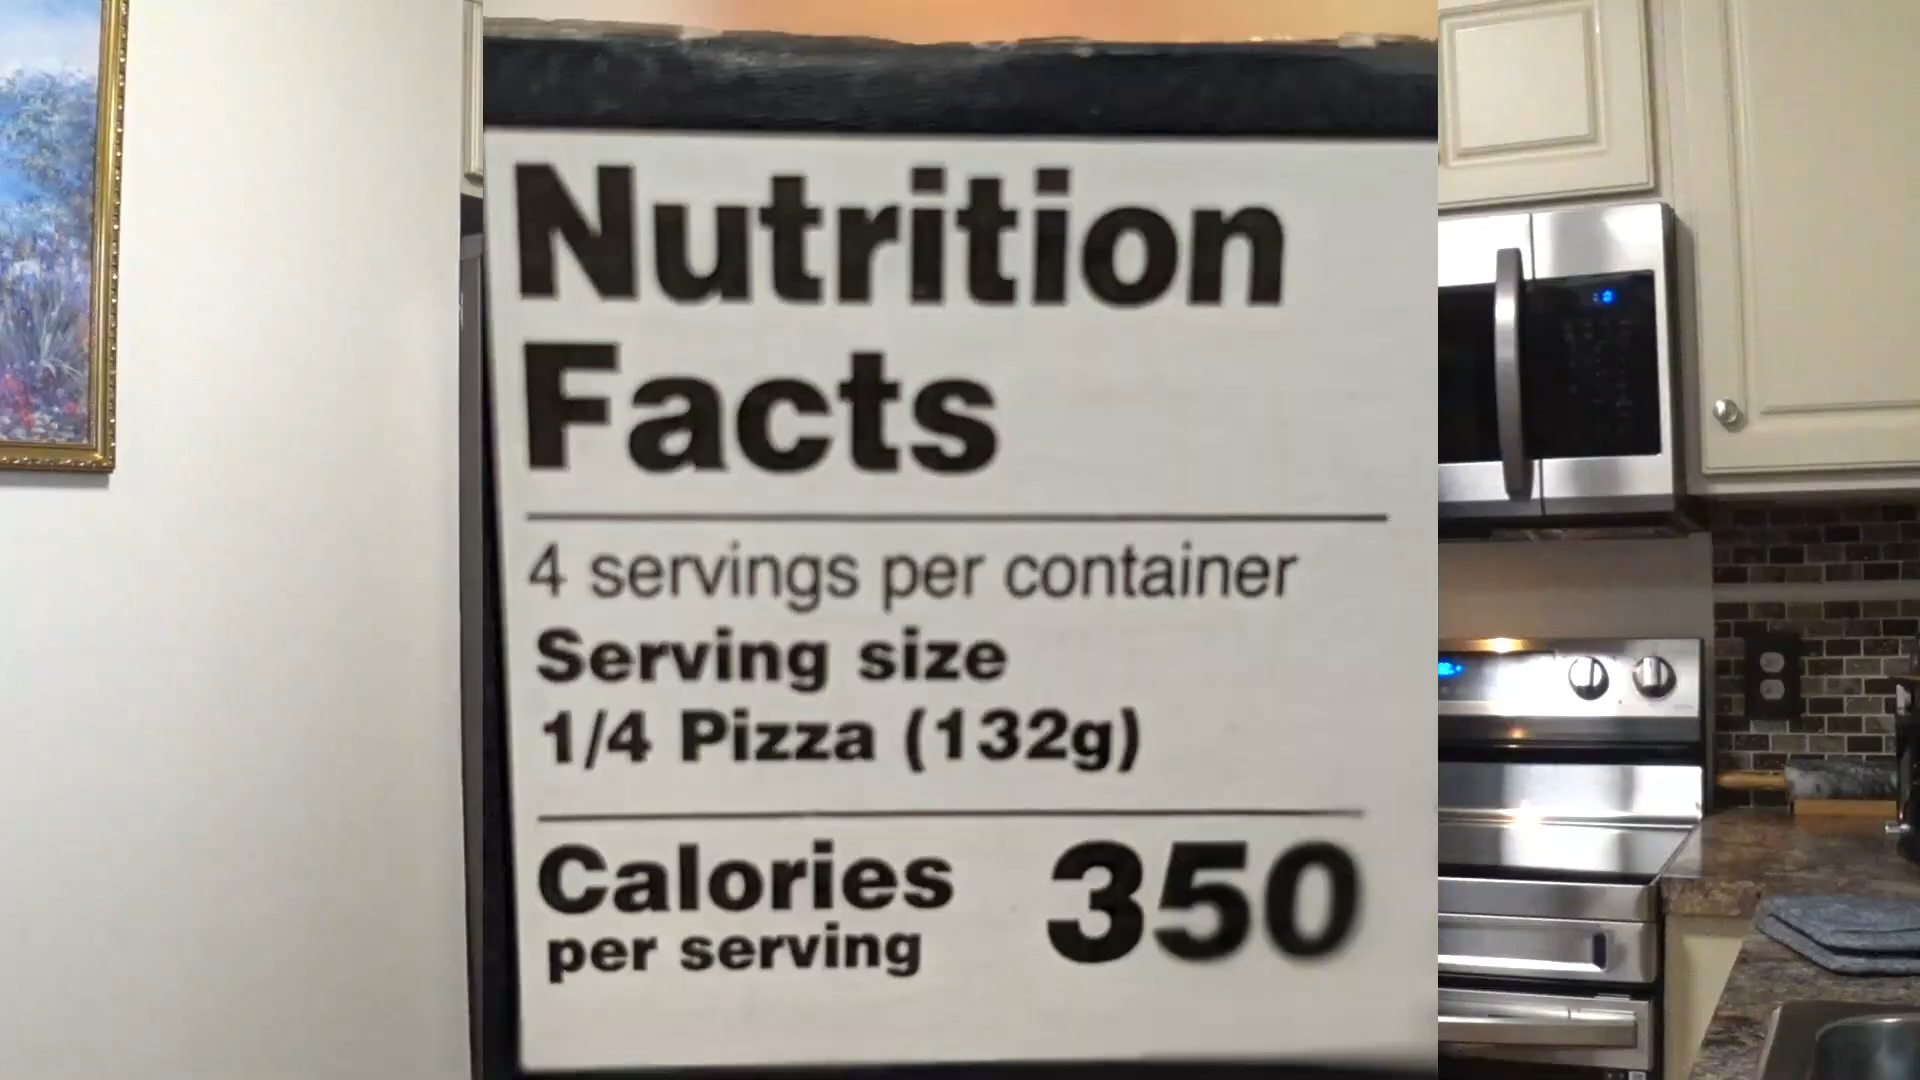 Nutrition
Facts
4 servings per container
Serving size
1/4 Pizza (132g)
Calories 350
per serving